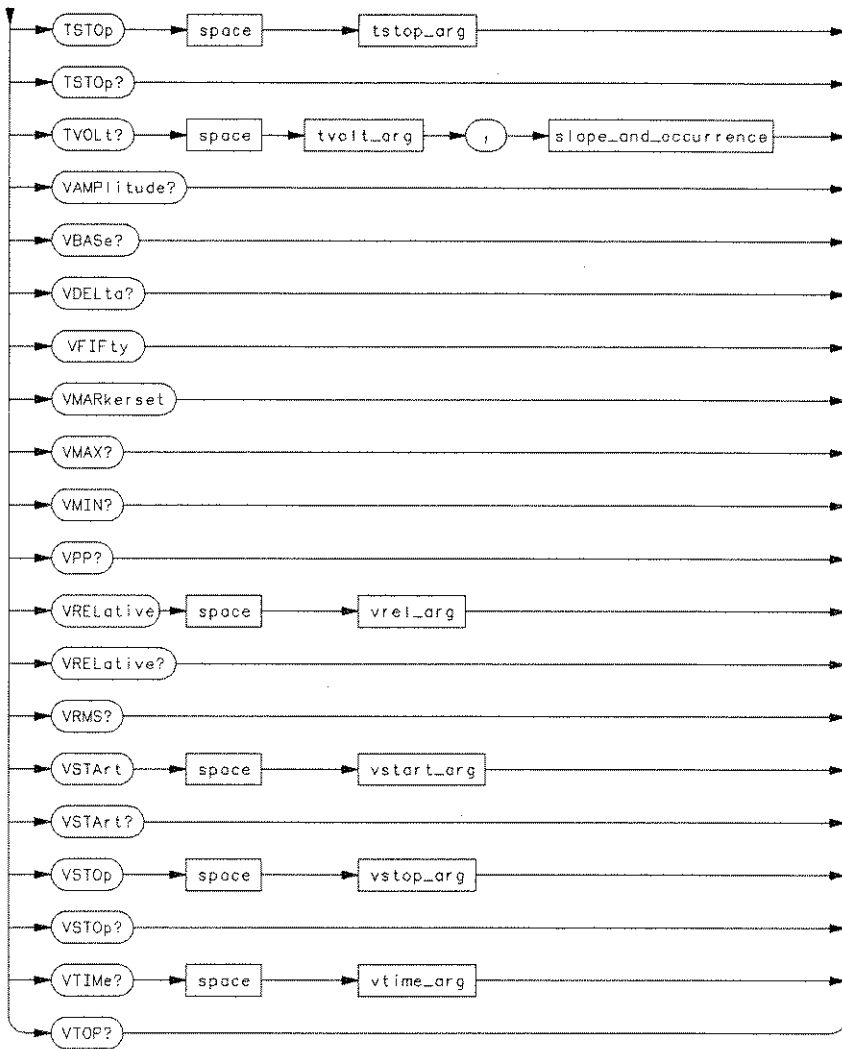 TSTOp space tstop_arg
TSTOp?
TVOLt? space tvolt_arg , slope_and_occurrence
VAMPlitude?
VBASe?
VDELta?
VFIFty
VMARkerset
VMAX?
VMIN?
VPP?
VRELative space vrel_arg
VRELative?
VRMS?
VSTArt space vstart_arg
VSTArt?
VSTOp space vstop_arg
VSTOp?
VTIMe? space vtime_arg
VTOP?